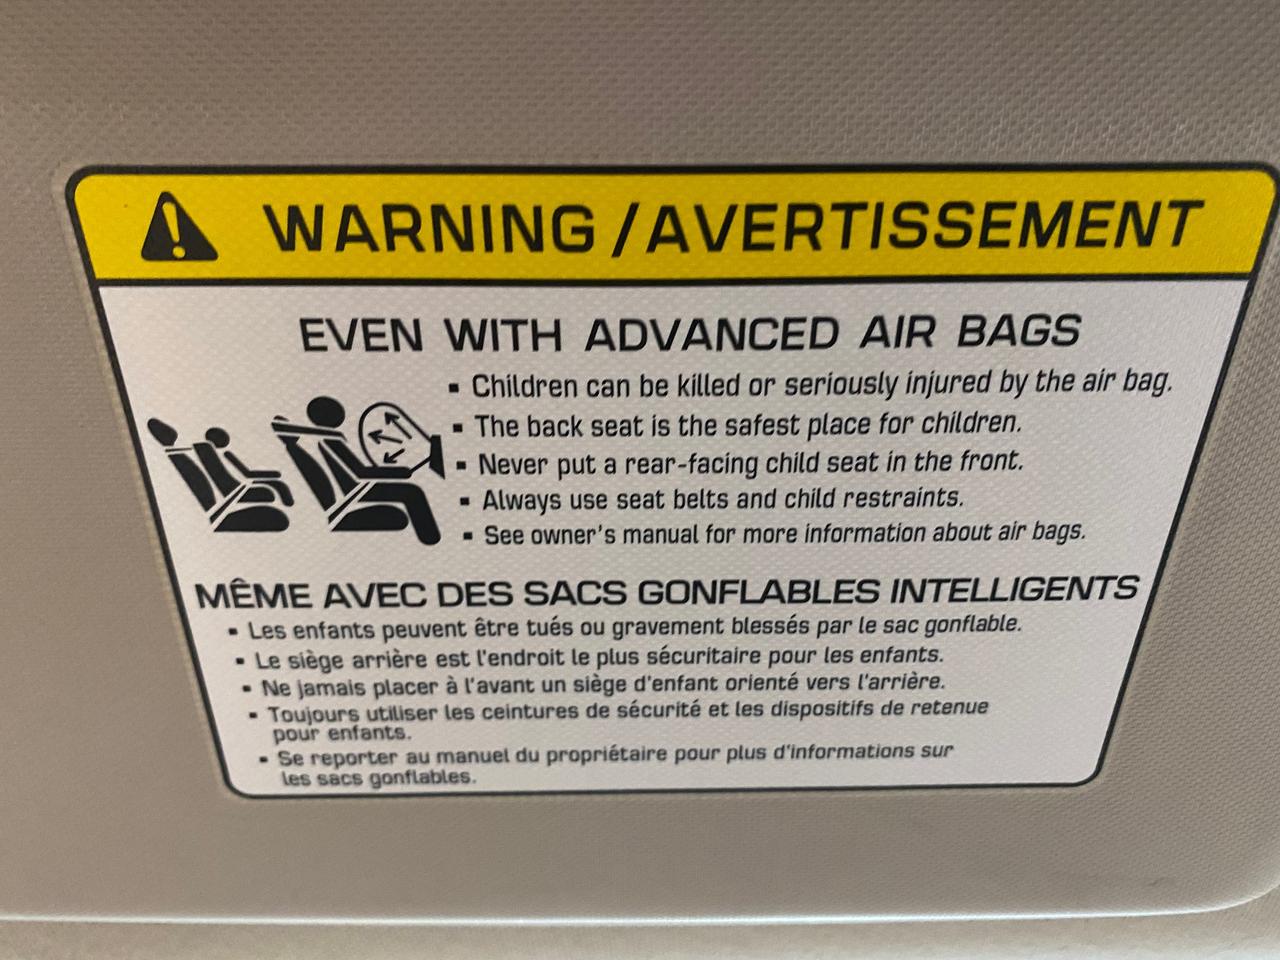 WARNING / AVERTISSEMENT
EVEN WITH ADVANCED AIR BAGS
▪ Children can be killed or seriously injured by the air bag.
▪ The back seat is the safest place for children.
▪ Never put a rear-facing child seat in the front.
▪ Always use seat belts and child restraints.
▪ See owner's manual for more information about air bags.
MÊME AVEC DES SACS GONFLABLES INTELLIGENTS
▪ Les enfants peuvent être tués ou gravement blessés par le sac gonflable.
▪ Le siège arrière est l'endroit le plus sécuritaire pour les enfants.
▪ Ne jamais placer à l'avant un siège d'enfant orienté vers l'arrière.
▪ Toujours utiliser les ceintures de sécurité et les dispositifs de retenue
pour enfants.
▪ Se reporter au manuel du propriétaire pour plus d'informations sur
les sacs gonflables.